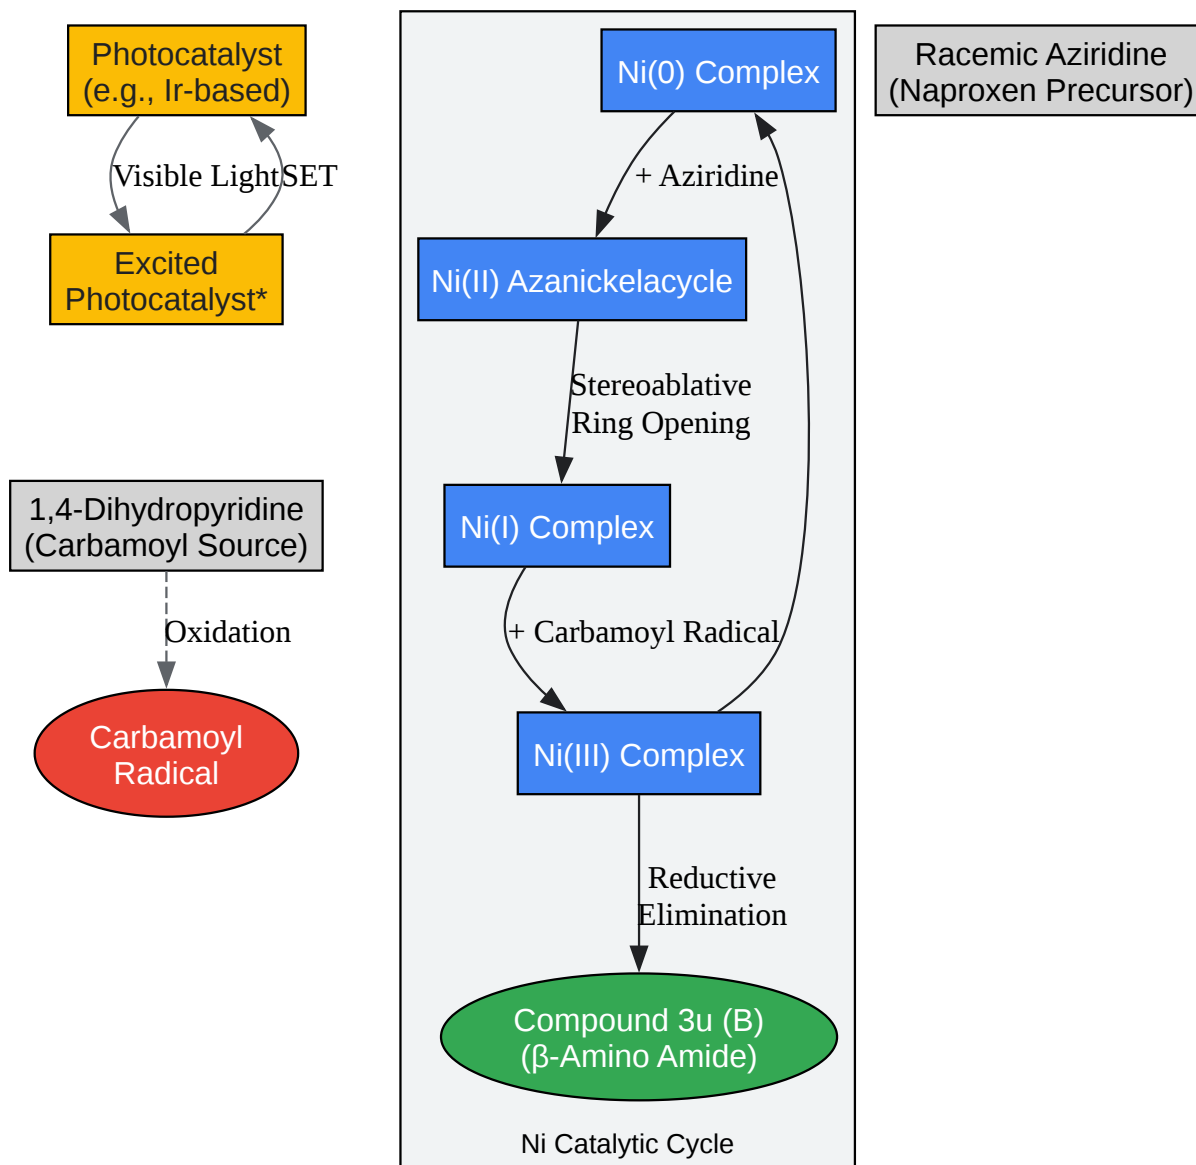 Photocatalyst
(e.g., Ir-based)
Visible Light
SET
Excited
Photocatalyst*
1,4-Dihydropyridine
(Carbamoyl Source)
Oxidation
Carbamoyl
Radical
Ni(0) Complex
+ Aziridine
Ni(II) Azanickelacycle
Stereoablative
Ring Opening
Ni(I) Complex
+ Carbamoyl Radical
Ni(III) Complex
Reductive
Elimination
Compound 3u (B)
(β-Amino Amide)
Ni Catalytic Cycle
Racemic Aziridine
(Naproxen Precursor)